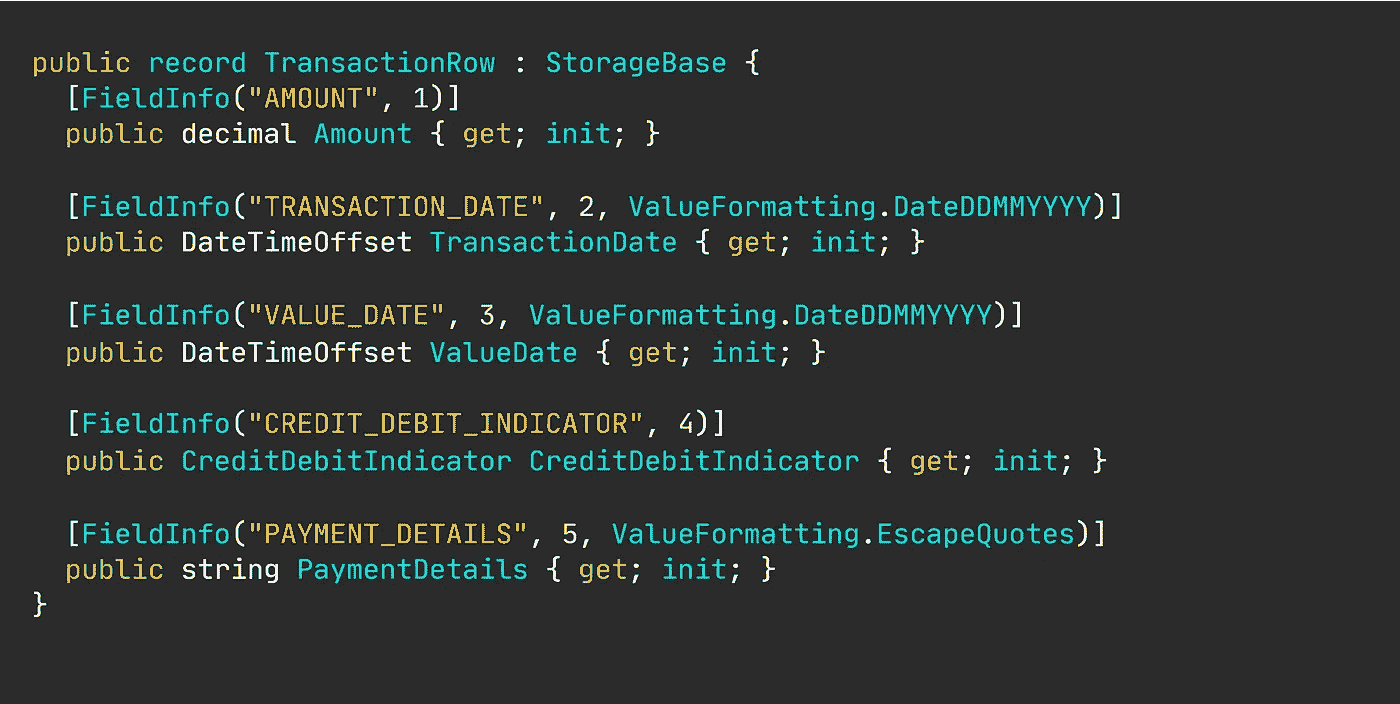 public record TransactionRow : StorageBase {
[FieldInfo("AMOUNT", 1)]
public decimal Amount { get; init; }
[FieldInfo("TRANSACTION_DATE", 2, ValueFormatting.DateDDMMYYYY)]
public DateTimeOffset TransactionDate { get; init; }
[FieldInfo("VALUE_DATE", 3, ValueFormatting.DateDDMMYYYY)]
public DateTimeOffset ValueDate { get; init; }
[FieldInfo("CREDIT_DEBIT_INDICATOR", 4)]
public CreditDebitIndicator CreditDebitIndicator { get; init; }
[FieldInfo("PAYMENT_DETAILS", 5, ValueFormatting.EscapeQuotes)]
public string PaymentDetails { get; init; }
}